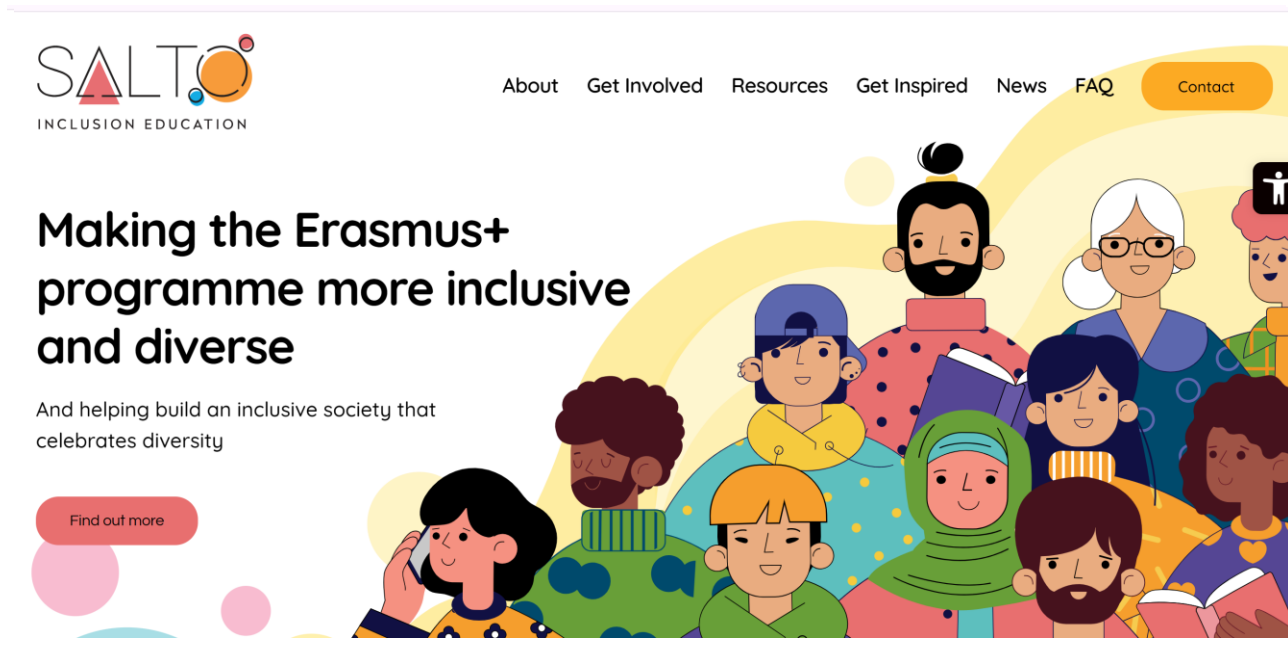 SALTO
INCLUSION EDUCATION
About Get Involved Resources Get Inspired News FAQ Contact
Making the Erasmus+
programme more inclusive
and diverse
And helping build an inclusive society that
celebrates diversity
Find out more